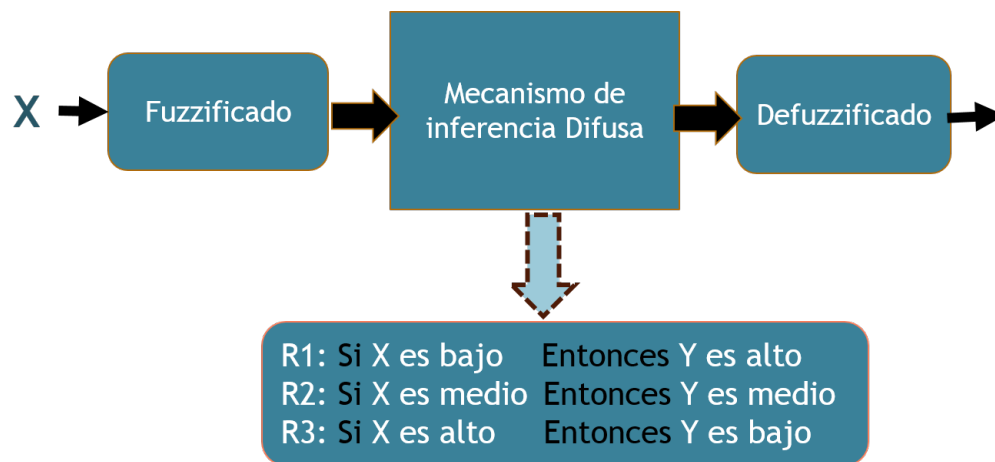 X
Fuzzificado
Mecanismo de
inferencia Difusa
Defuzzificado
R1: Si X es bajo Entonces Y es alto
R2: Si X es medio Entonces Y es medio
R3: Si X es alto Entonces Y es bajo